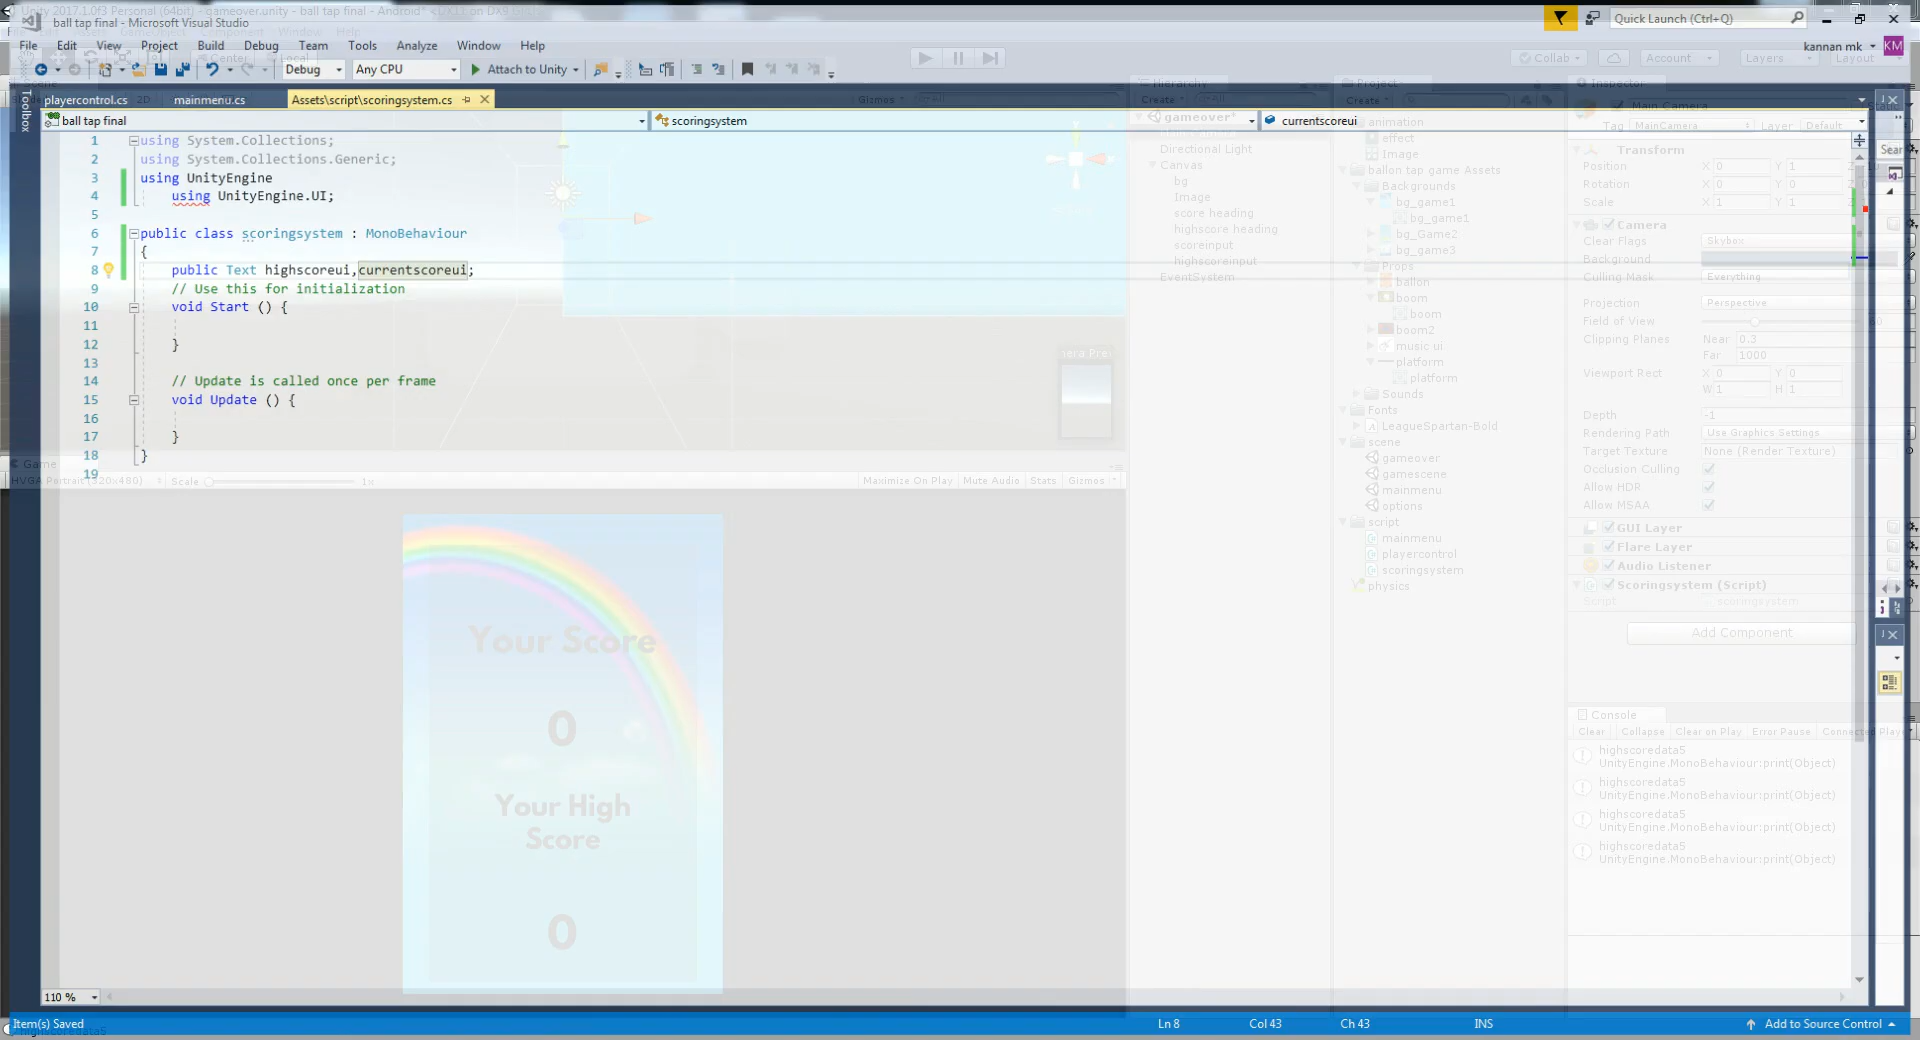 Unity 2017.1.0f3 Personal (64bit) - gameover.unity - ball tap final - Android* <DX11 on DX9
ball tap final - Microsoft Visual Studio
Quick Launch (Ctrl+Q)
File Edit View Project Build Debug Team Tools Analyze Window Help
kannan mk KM
Debug Any CPU Attach to Unity
Collab Account Layers Layout
Toolbox
playercontrol.cs mainmenu.cs Assets\script\scoringsystem.cs
ball tap final scoringsystem currentscoreui
1 using System.Collections;
2 using System.Collections.Generic;
3 using UnityEngine
4 using UnityEngine.UI;
5
6 public class scoringsystem : MonoBehaviour
7 {
8 public Text highscoreui,currentscoreui;
9 // Use this for initialization
10 void Start () {
11
12 }
13
14 // Update is called once per frame
15 void Update () {
16
17 }
18 }
19
Game
HVGA Portrait (320x480) Scale 1x Maximize On Play Mute Audio Stats Gizmos
Your Score
0
Your High
Score
0
Hierarchy
Create All
gameover*
Directional Light
Canvas
bg
Image
score heading
highscore heading
scoreinput
highscoreinput
EventSystem
Project
Create
animation
effect
Image
ballon tap game Assets
Backgrounds
bg_game1
bg_game1
bg_Game2
bg_game3
Props
ballon
boom
boom
boom2
music ui
platform
platform
Sounds
Fonts
LeagueSpartan-Bold
scene
gameover
gamescene
mainmenu
options
script
mainmenu
playercontrol
scoringsystem
physics
Inspector
Main Camera
Tag MainCamera Layer Default
Transform
Position X 0 Y 1
Rotation X 0 Y 0
Scale X 1 Y 1
Camera
Clear Flags Skybox
Background
Culling Mask Everything
Projection Perspective
Field of View 60
Clipping Planes Near 0.3
Far 1000
Viewport Rect X 0 Y 0
W 1 H 1
Depth -1
Rendering Path Use Graphics Settings
Target Texture None (Render Texture)
Occlusion Culling
Allow HDR
Allow MSAA
GUI Layer
Flare Layer
Audio Listener
Scoringsystem (Script)
Script scoringsystem
Add Component
Console
Clear Collapse Clear on Play Error Pause Connected Player
highscoredata5
UnityEngine.MonoBehaviour:print(Object)
highscoredata5
UnityEngine.MonoBehaviour:print(Object)
highscoredata5
UnityEngine.MonoBehaviour:print(Object)
highscoredata5
UnityEngine.MonoBehaviour:print(Object)
110 %
Item(s) Saved Ln 8 Col 43 Ch 43 INS Add to Source Control